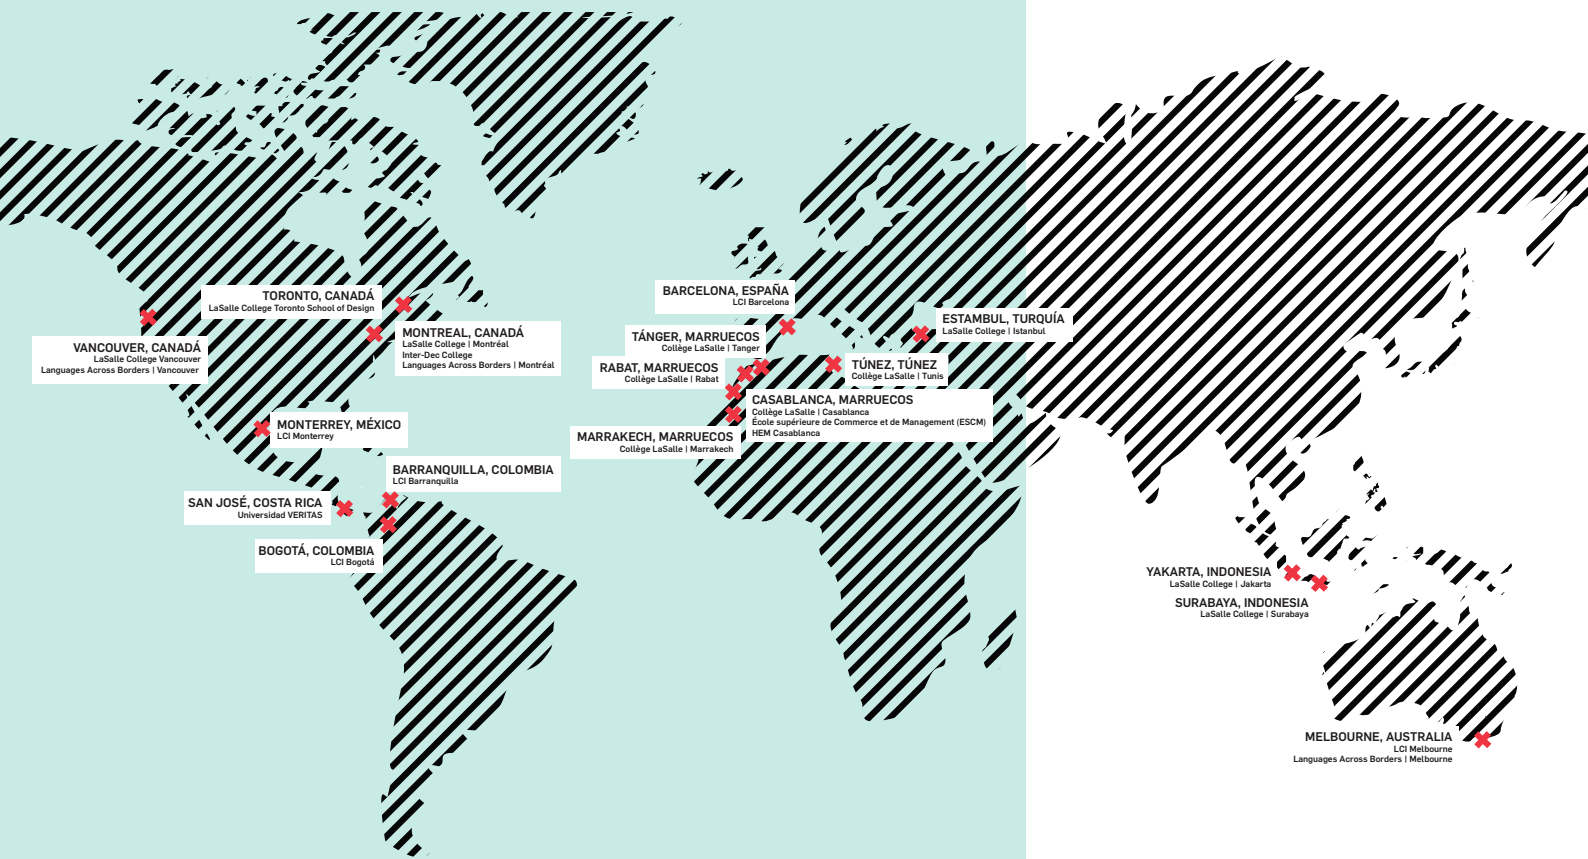 TORONTO, CANADÁ
LaSalle College Toronto School of Design
MONTREAL, CANADÁ
LaSalle College | Montréal
Inter-Dec College
Languages Across Borders | Montréal
VANCOUVER, CANADÁ
LaSalle College Vancouver
Languages Across Borders | Vancouver
MONTERREY, MÉXICO
LCI Monterrey
BARRANQUILLA, COLOMBIA
LCI Barranquilla
SAN JOSÉ, COSTA RICA
Universidad VERITAS
BOGOTÁ, COLOMBIA
LCI Bogotá
BARCELONA, ESPAÑA
LCI Barcelona
ESTAMBUL, TURQUÍA
LaSalle College | Istanbul
TÁNGER, MARRUECOS
Collège LaSalle | Tanger
RABAT, MARRUECOS
Collège LaSalle | Rabat
TÚNEZ, TÚNEZ
Collège LaSalle | Tunis
CASABLANCA, MARRUECOS
Collège LaSalle | Casablanca
École supérieure de Commerce et de Management (ESCM)
HEM Casablanca
MARRAKECH, MARRUECOS
Collège LaSalle | Marrakech
YAKARTA, INDONESIA
LaSalle College | Jakarta
SURABAYA, INDONESIA
LaSalle College | Surabaya
MELBOURNE, AUSTRALIA
LCI Melbourne
Languages Across Borders | Melbourne